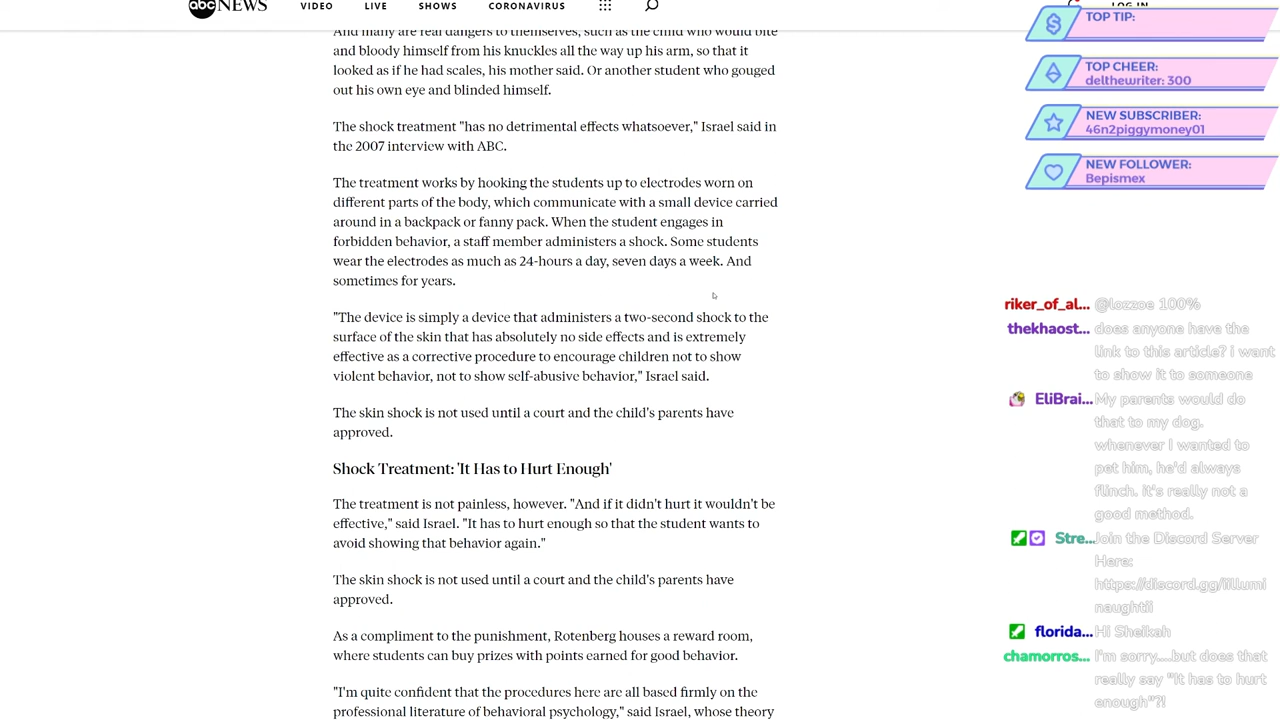 abc NEWS VIDEO LIVE SHOWS CORONAVIRUS LOG IN
And many are real dangers to themselves, such as the child who would bite
and bloody himself from his knuckles all the way up his arm, so that it
looked as if he had scales, his mother said. Or another student who gouged
out his own eye and blinded himself.
The shock treatment "has no detrimental effects whatsoever," Israel said in
the 2007 interview with ABC.
The treatment works by hooking the students up to electrodes worn on
different parts of the body, which communicate with a small device carried
around in a backpack or fanny pack. When the student engages in
forbidden behavior, a staff member administers a shock. Some students
wear the electrodes as much as 24-hours a day, seven days a week. And
sometimes for years.
"The device is simply a device that administers a two-second shock to the
surface of the skin that has absolutely no side effects and is extremely
effective as a corrective procedure to encourage children not to show
violent behavior, not to show self-abusive behavior," Israel said.
The skin shock is not used until a court and the child's parents have
approved.
Shock Treatment: 'It Has to Hurt Enough'
The treatment is not painless, however. "And if it didn't hurt it wouldn't be
effective," said Israel. "It has to hurt enough so that the student wants to
avoid showing that behavior again."
The skin shock is not used until a court and the child's parents have
approved.
As a compliment to the punishment, Rotenberg houses a reward room,
where students can buy prizes with points earned for good behavior.
"I'm quite confident that the procedures here are all based firmly on the
professional literature of behavioral psychology," said Israel, whose theory
TOP TIP:
TOP CHEER:
delthewriter: 300
NEW SUBSCRIBER:
46n2piggymoney01
NEW FOLLOWER:
Bepismex
riker_of_al... @lozzoe 100%
thekhaost... does anyone have the
link to this article? i want
to show it to someone
EliBrai... My parents would do
that to my dog.
whenever I wanted to
pet him, he'd always
flinch. it's really not a
good method.
Stre... Join the Discord Server
Here:
https://discord.gg/iillumi
naughtii
florida... Hi Sheikah
chamorros... I'm sorry....but does that
really say "It has to hurt
enough"?!